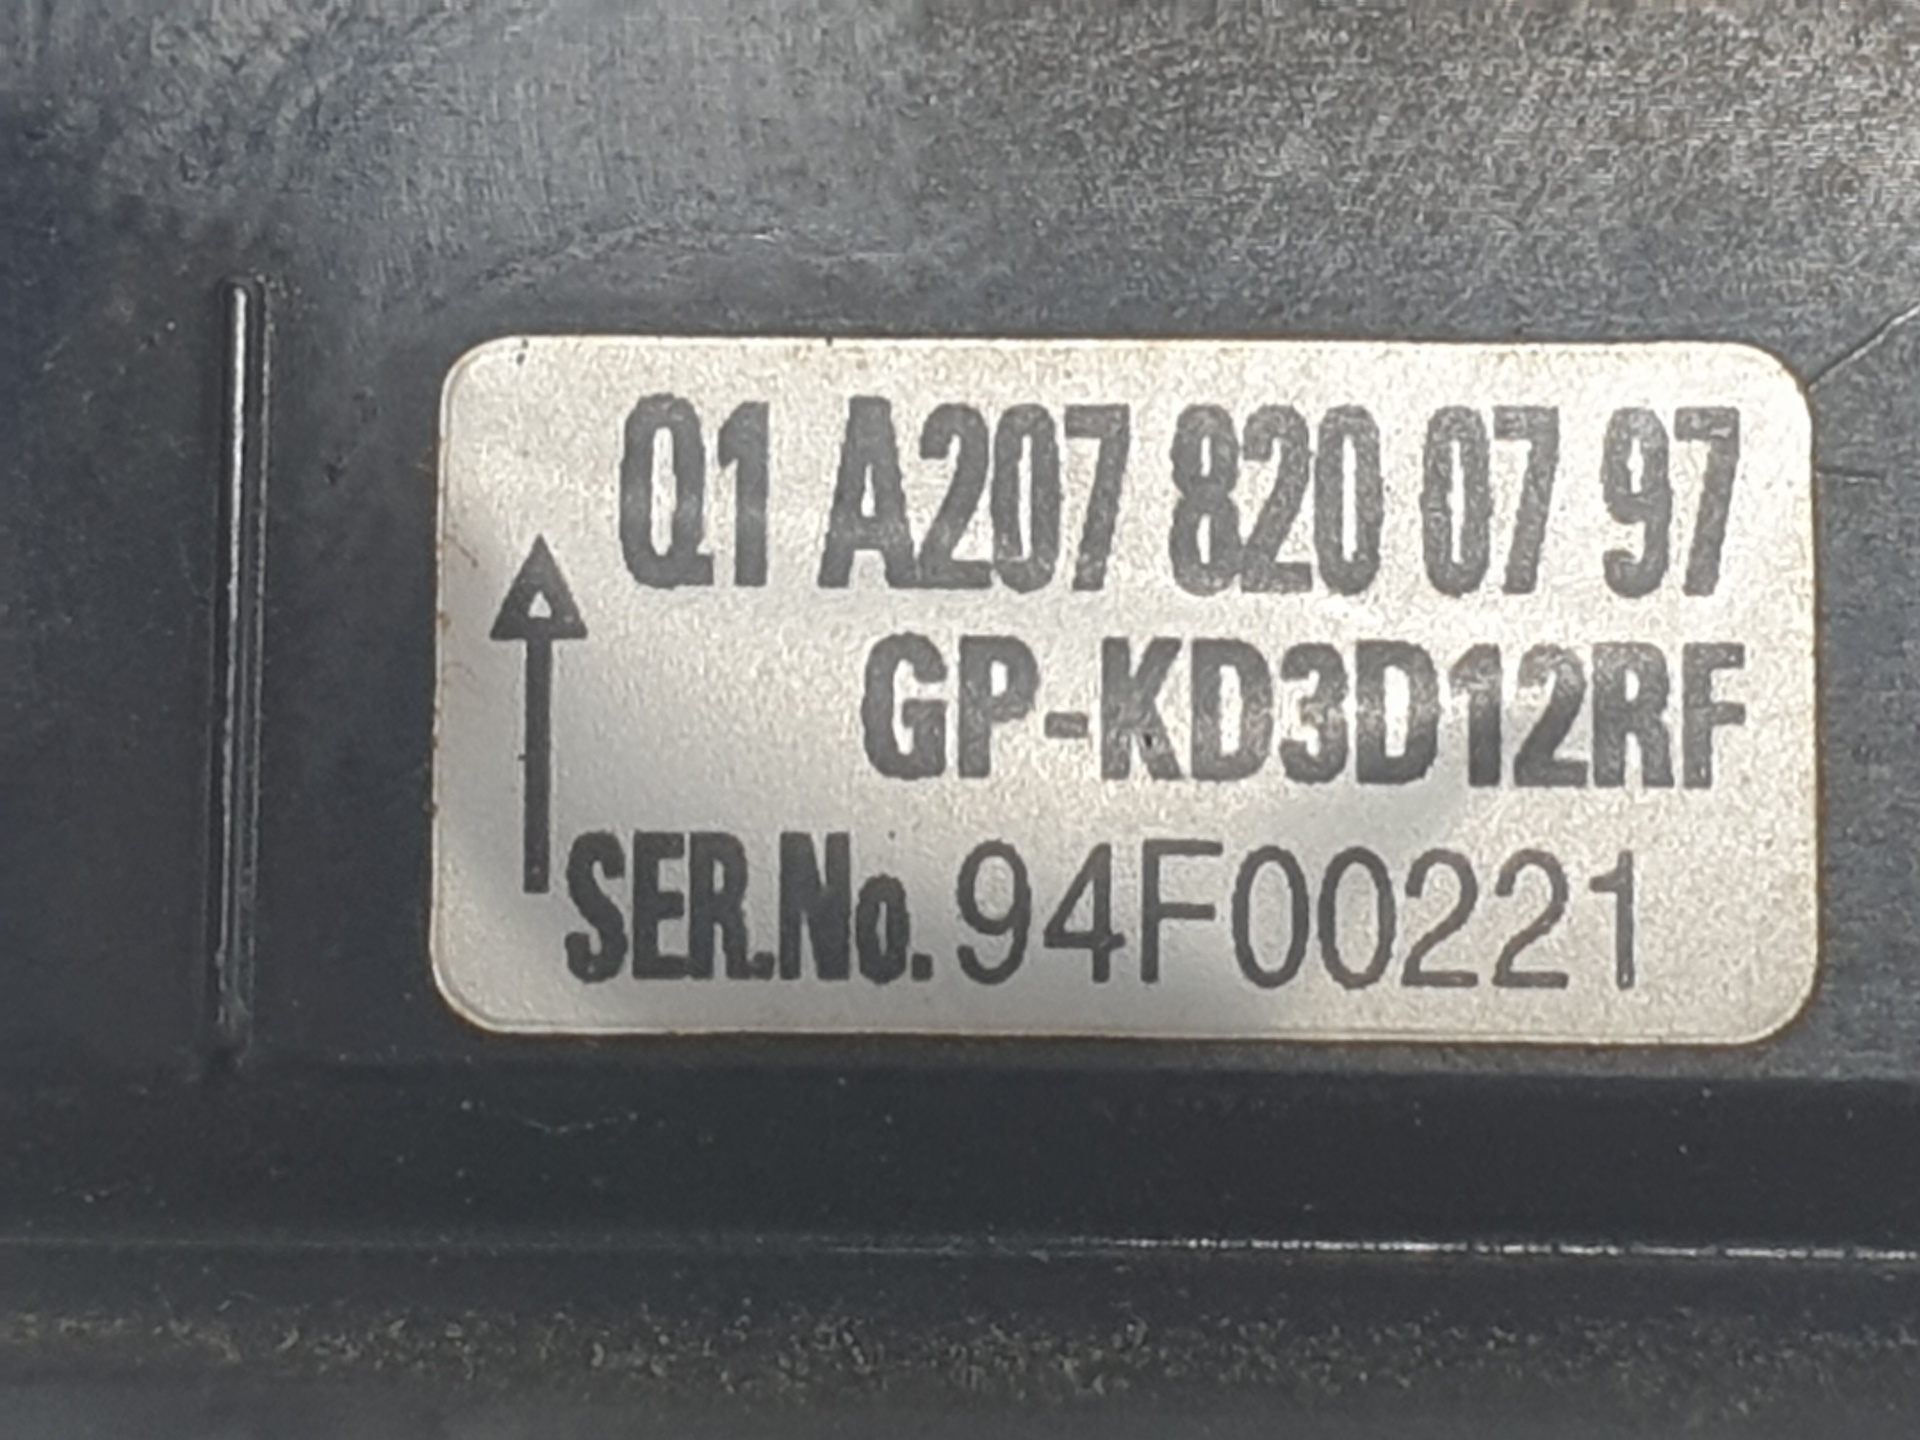 Q1 A207 820 07 97
GP-KD3D12RF
SER.No.94F00221